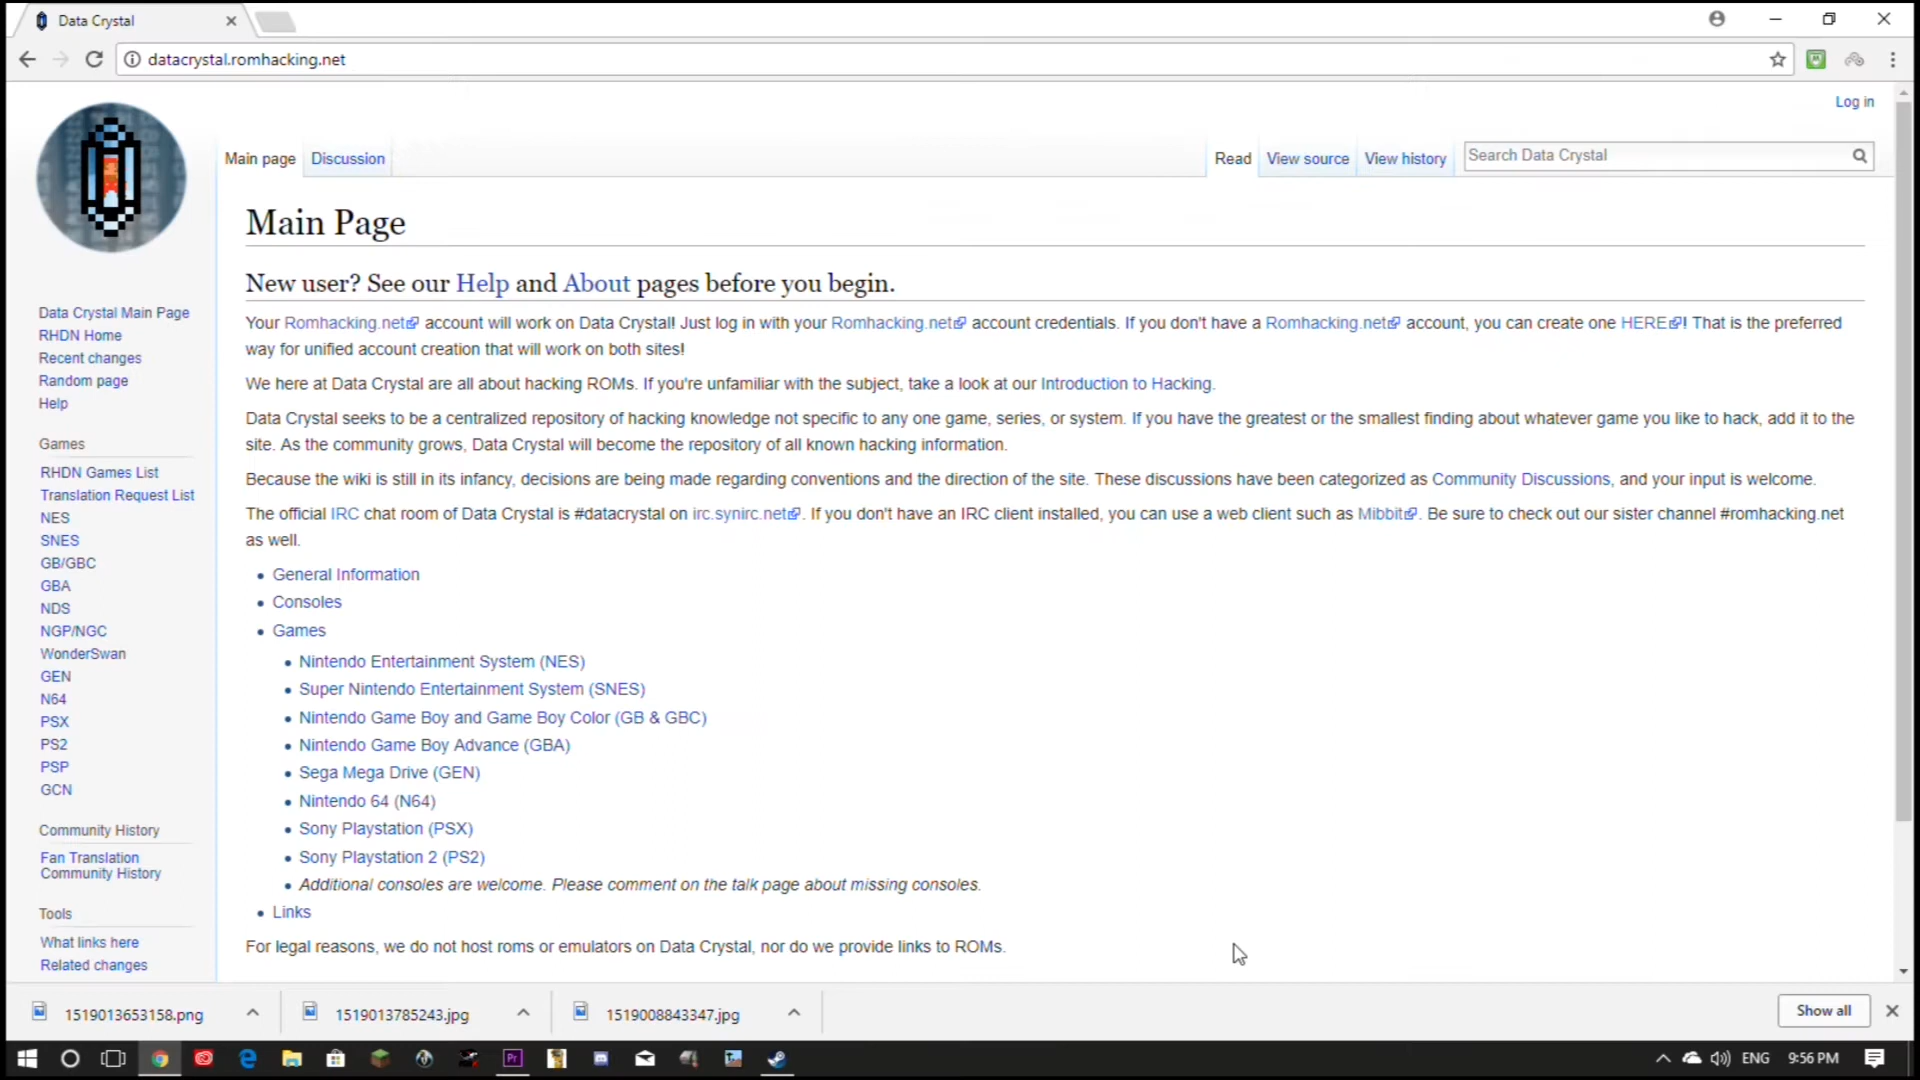 Data Crystal
datacrystal.romhacking.net
Log in
Main page
Discussion
Read
View source
View history
Search Data Crystal
Main Page
New user? See our Help and About pages before you begin.
Your Romhacking.net account will work on Data Crystal! Just log in with your Romhacking.net account credentials. If you don't have a Romhacking.net account, you can create one HERE! That is the preferred
way for unified account creation that will work on both sites!
We here at Data Crystal are all about hacking ROMs. If you're unfamiliar with the subject, take a look at our Introduction to Hacking.
Data Crystal seeks to be a centralized repository of hacking knowledge not specific to any one game, series, or system. If you have the greatest or the smallest finding about whatever game you like to hack, add it to the
site. As the community grows, Data Crystal will become the repository of all known hacking information.
Because the wiki is still in its infancy, decisions are being made regarding conventions and the direction of the site. These discussions have been categorized as Community Discussions, and your input is welcome.
The official IRC chat room of Data Crystal is #datacrystal on irc.synirc.net. If you don't have an IRC client installed, you can use a web client such as Mibbit. Be sure to check out our sister channel #romhacking.net
as well.
General Information
Consoles
Games
Nintendo Entertainment System (NES)
Super Nintendo Entertainment System (SNES)
Nintendo Game Boy and Game Boy Color (GB & GBC)
Nintendo Game Boy Advance (GBA)
Sega Mega Drive (GEN)
Nintendo 64 (N64)
Sony Playstation (PSX)
Sony Playstation 2 (PS2)
Additional consoles are welcome. Please comment on the talk page about missing consoles.
Links
For legal reasons, we do not host roms or emulators on Data Crystal, nor do we provide links to ROMs.
Data Crystal Main Page
RHDN Home
Recent changes
Random page
Help
Games
RHDN Games List
Translation Request List
NES
SNES
GB/GBC
GBA
NDS
NGP/NGC
WonderSwan
GEN
N64
PSX
PS2
PSP
GCN
Community History
Fan Translation
Community History
Tools
What links here
Related changes
1519013653158.png
1519013785243.jpg
1519008843347.jpg
Show all
Pr
ENG
9:56 PM